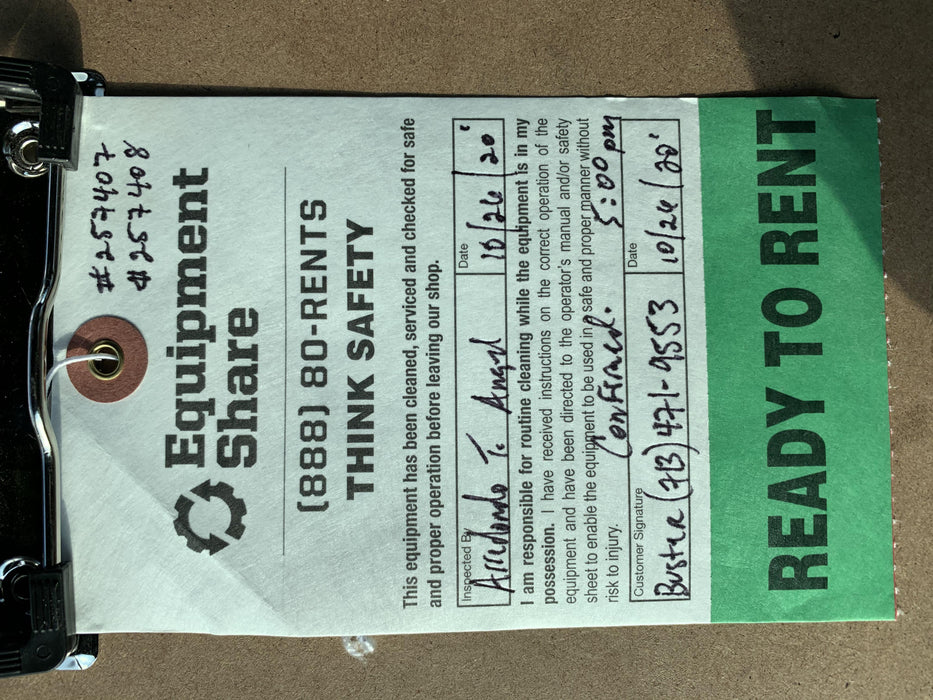 #257407
#257408
Equipment
Share
(888) 80-RENTS
THINK SAFETY
This equipment has been cleaned, serviced and checked for safe
and proper operation before leaving our shop.
Inspected By
Date
Arredondo To Angel 10/26/20'
I am responsible for routine cleaning while the equipment is in my
possession. I have received instructions on the correct operation of the
equipment and have been directed to the operator's manual and/or safety
sheet to enable the equipment to be used in a safe and proper manner without
risk to injury.
5:00 pm
Customer Signature
Date
Buster (713) 471-9553 10/26/20'
READY TO RENT